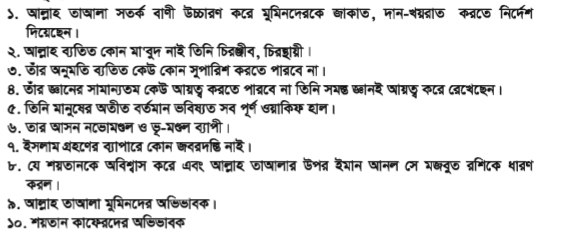 ১. আল্লাহ তাআলা সতর্ক বাণী উচ্চারণ করে মুমিনদেরকে জাকাত, দান-খয়রাত করতে নির্দেশ
দিয়েছেন।
২. আল্লাহ ব্যতিত কোন মা'বুদ নাই তিনি চিরঞ্জীব, চিরস্থায়ী।
৩. তাঁর অনুমতি ব্যতিত কেউ কোন সুপারিশ করতে পারবে না।
৪. তাঁর জ্ঞানের সামান্যতম কেউ আয়ত্ব করতে পারবে না তিনি সমস্ত জ্ঞানই আয়ত্ব করে রেখেছেন।
৫. তিনি মানুষের অতীত বর্তমান ভবিষ্যত সব পূর্ণ ওয়াকিফ হাল।
৬. তার আসন নভোমণ্ডল ও ভূ-মণ্ডল ব্যাপী।
৭. ইসলাম গ্রহণের ব্যাপারে কোন জবরদস্তি নাই।
৮. যে শয়তানকে অবিশ্বাস করে এবং আল্লাহ তাআলার উপর ইমান আনল সে মজবুত রশিকে ধারণ
করল।
৯. আল্লাহ তাআলা মুমিনদের অভিভাবক।
১০. শয়তান কাফেরদের অভিভাবক